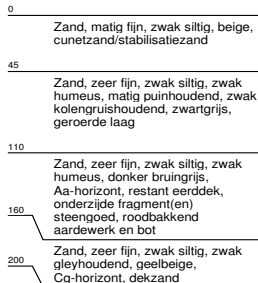 0
Zand, matig fijn, zwak siltig, beige,
cunetzand/stabilisatiezand
45
Zand, zeer fijn, zwak siltig, zwak
humeus, matig puinhoudend, zwak
kolengruishoudend, zwartgrijs,
geroerde laag
110
Zand, zeer fijn, zwak siltig, zwak
humeus, donker bruingrijs,
Aa-horizont, restant eerddek,
onderzijde fragment(en)
steengoed, roodbakkend
aardewerk en bot
160
Zand, zeer fijn, zwak siltig, zwak
gleyhoudend, geelbeige,
Cg-horizont, dekzand
200